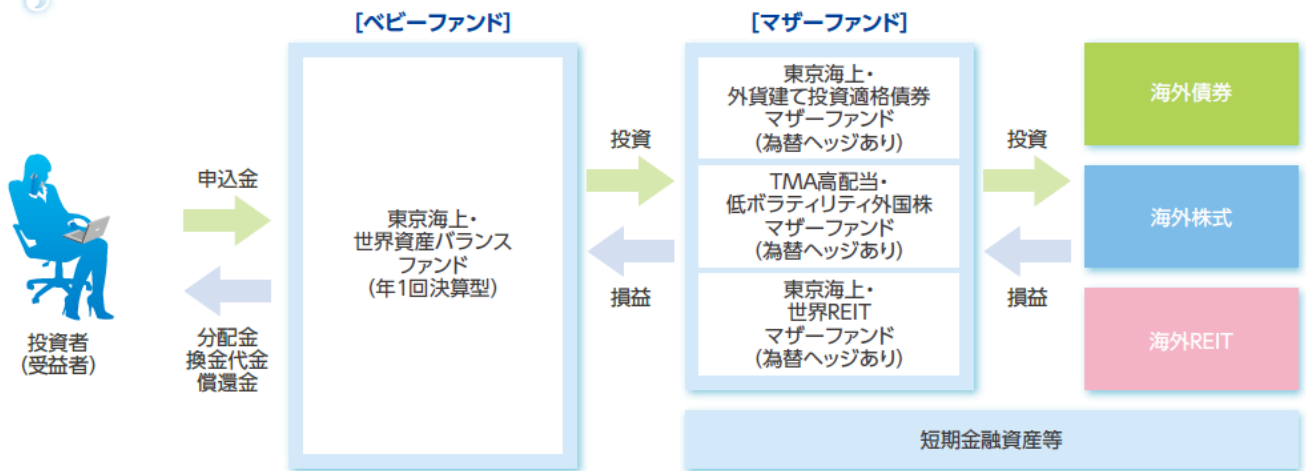 [ベビーファンド]
[マザーファンド]
投資者
(受益者)
申込金
分配金
換金代金
償還金
東京海上・
世界資産バランス
ファンド
(年1回決算型)
投資
損益
東京海上・
外貨建て投資適格債券
マザーファンド
(為替ヘッジあり)
TMA高配当・
低ボラティリティ外国株
マザーファンド
(為替ヘッジあり)
東京海上・
世界REIT
マザーファンド
(為替ヘッジあり)
投資
損益
海外債券
海外株式
海外REIT
短期金融資産等